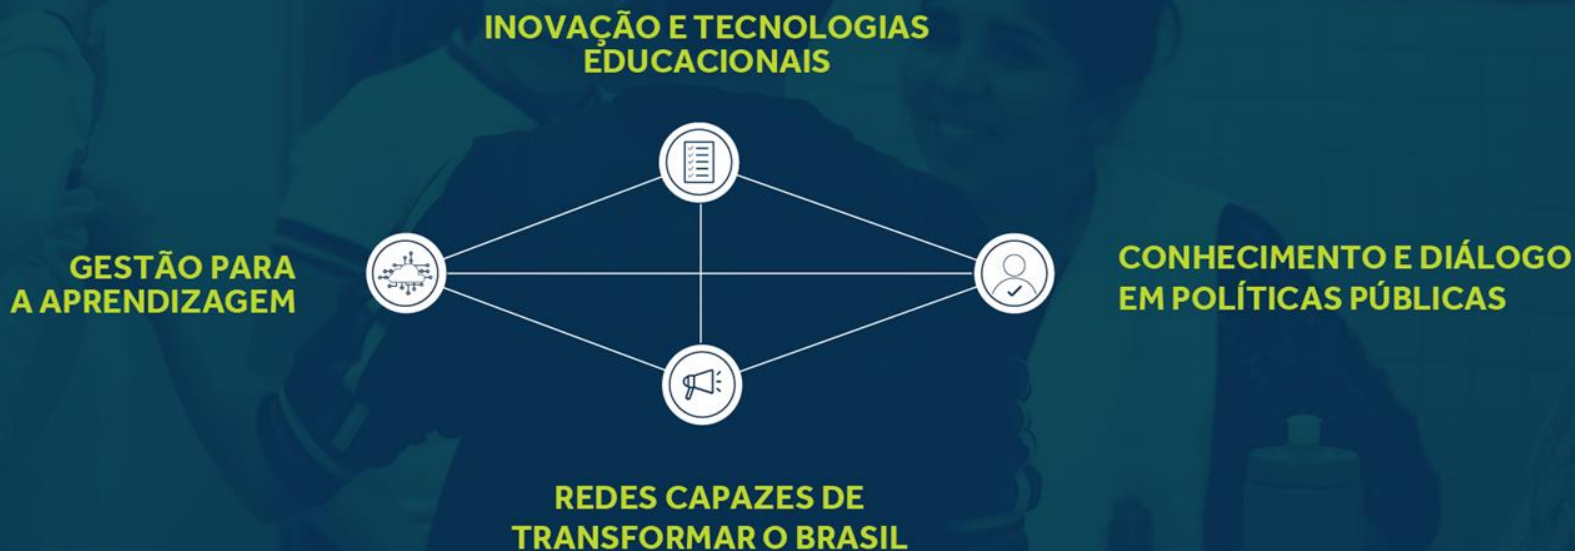 INOVAÇÃO E TECNOLOGIAS
EDUCACIONAIS
GESTÃO PARA
A APRENDIZAGEM
CONHECIMENTO E DIÁLOGO
EM POLÍTICAS PÚBLICAS
REDES CAPAZES DE
TRANSFORMAR O BRASIL